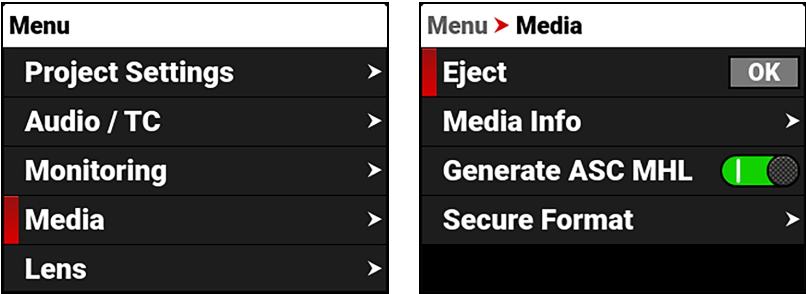 Menu
Project Settings
Audio / TC
Monitoring
Media
Lens
Menu ➤ Media
Eject OK
Media Info
Generate ASC MHL
Secure Format